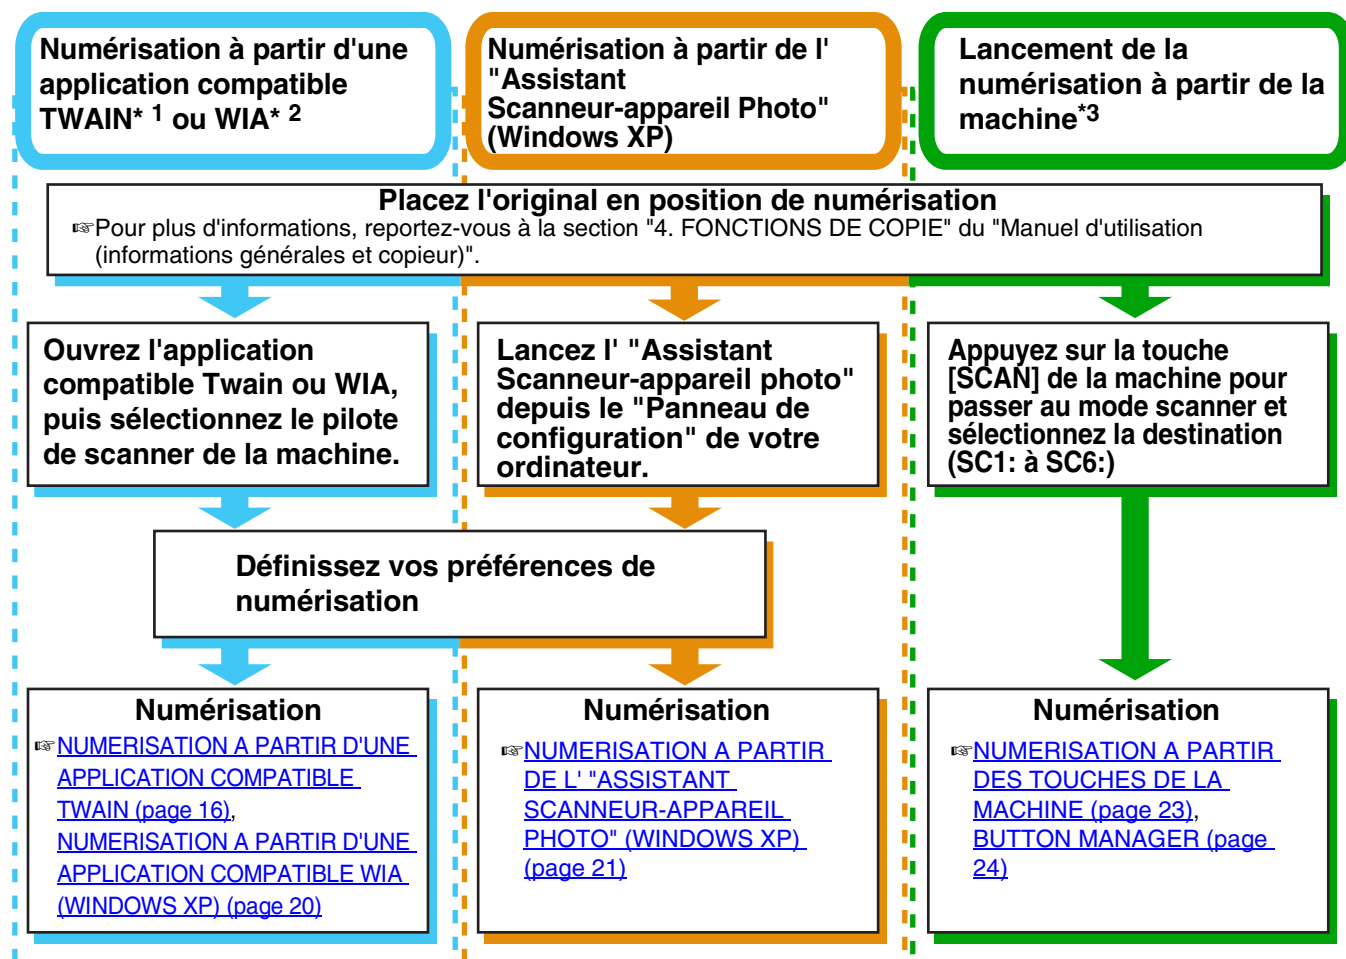 Numérisation à partir d'une
application compatible
TWAIN* 1 ou WIA* 2
Numérisation à partir de l'
"Assistant
Scanneur-appareil Photo"
(Windows XP)
Lancement de la
numérisation à partir de la
machine*3
Placez l'original en position de numérisation
☞Pour plus d'informations, reportez-vous à la section "4. FONCTIONS DE COPIE" du "Manuel d'utilisation
(informations générales et copieur)".
Ouvrez l'application
compatible Twain ou WIA,
puis sélectionnez le pilote
de scanner de la machine.
Lancez l' "Assistant
Scanneur-appareil photo"
depuis le "Panneau de
configuration" de votre
ordinateur.
Appuyez sur la touche
[SCAN] de la machine pour
passer au mode scanner et
sélectionnez la destination
(SC1: à SC6:)
Définissez vos préférences de
numérisation
Numérisation
☞NUMERISATION A PARTIR D'UNE
APPLICATION COMPATIBLE
TWAIN (page 16),
NUMERISATION A PARTIR D'UNE
APPLICATION COMPATIBLE WIA
(WINDOWS XP) (page 20)
Numérisation
☞NUMERISATION A PARTIR
DE L' "ASSISTANT
SCANNEUR-APPAREIL
PHOTO" (WINDOWS XP)
(page 21)
Numérisation
☞NUMERISATION A PARTIR
DES TOUCHES DE LA
MACHINE (page 23),
BUTTON MANAGER (page
24)